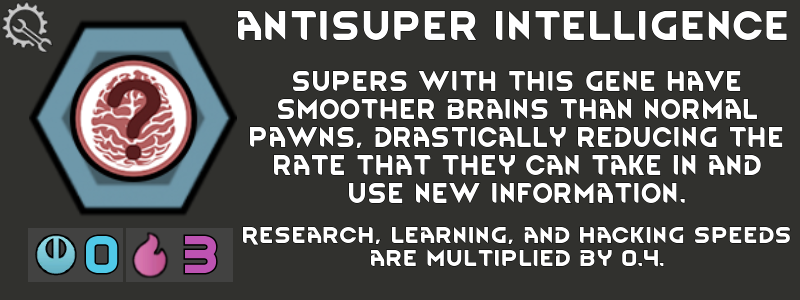 ANTISUPER INTELLIGENCE
SUPERS WITH THIS GENE HAVE
SMOOTHER BRAINS THAN NORMAL
PAWNS, DRASTICALLY REDUCING THE
RATE THAT THEY CAN TAKE IN AND
USE NEW INFORMATION.
RESEARCH, LEARNING, AND HACKING SPEEDS
ARE MULTIPLIED BY 0.4.
?
0 3